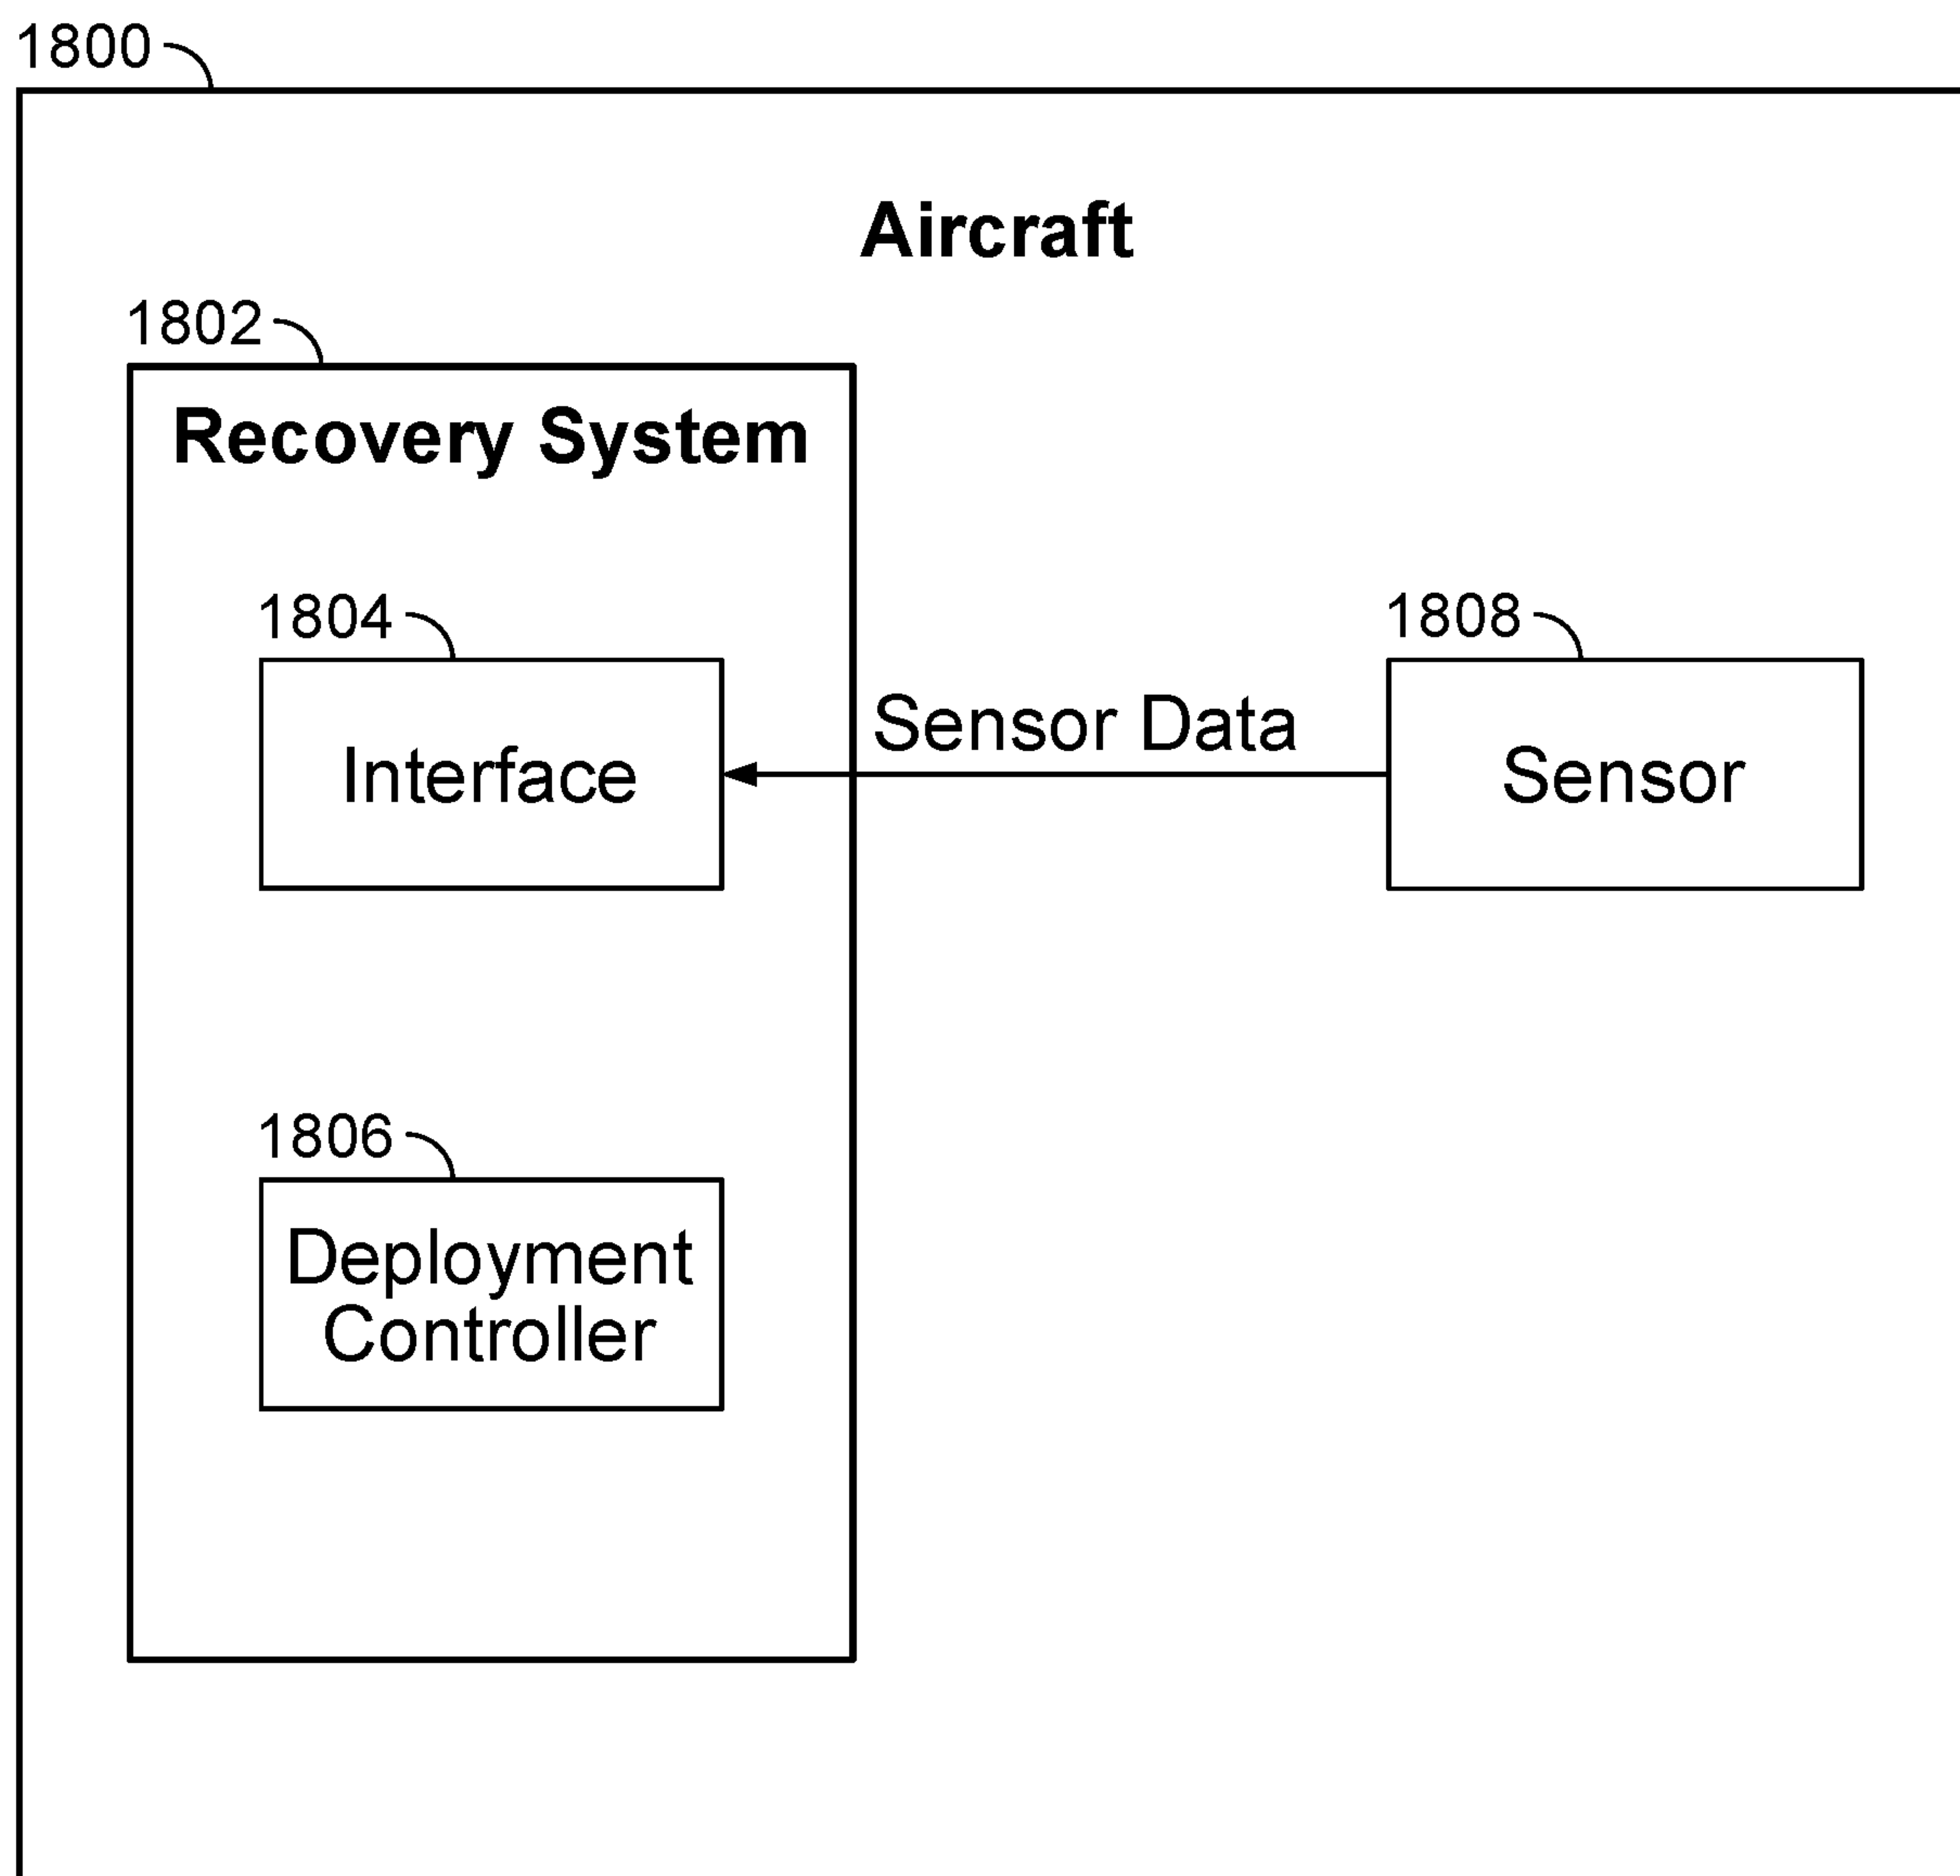 1800
Aircraft
1802
Recovery System
1804
1808
Interface
Sensor Data
Sensor
1806
Deployment
Controller